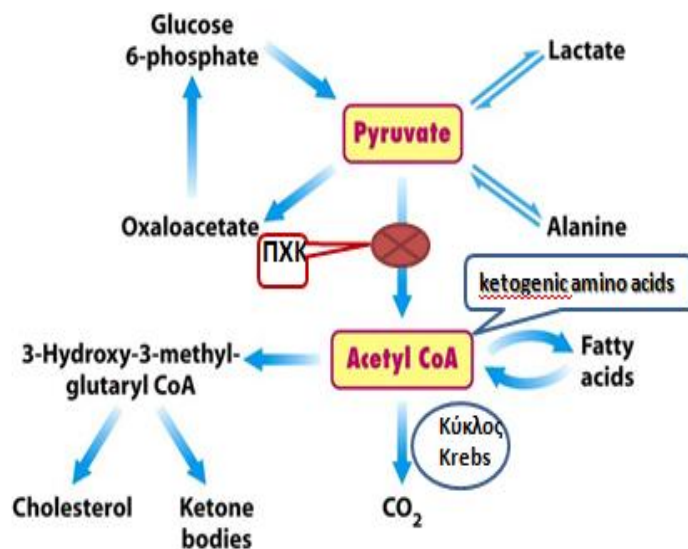 Glucose
6-phosphate
Lactate
Pyruvate
Oxaloacetate
ΠΧΚ
Alanine
ketogenic amino acids
3-Hydroxy-3-methyl-
glutaryl CoA
Acetyl CoA
Fatty
acids
Κύκλος
Krebs
Cholesterol
Ketone
bodies
CO₂